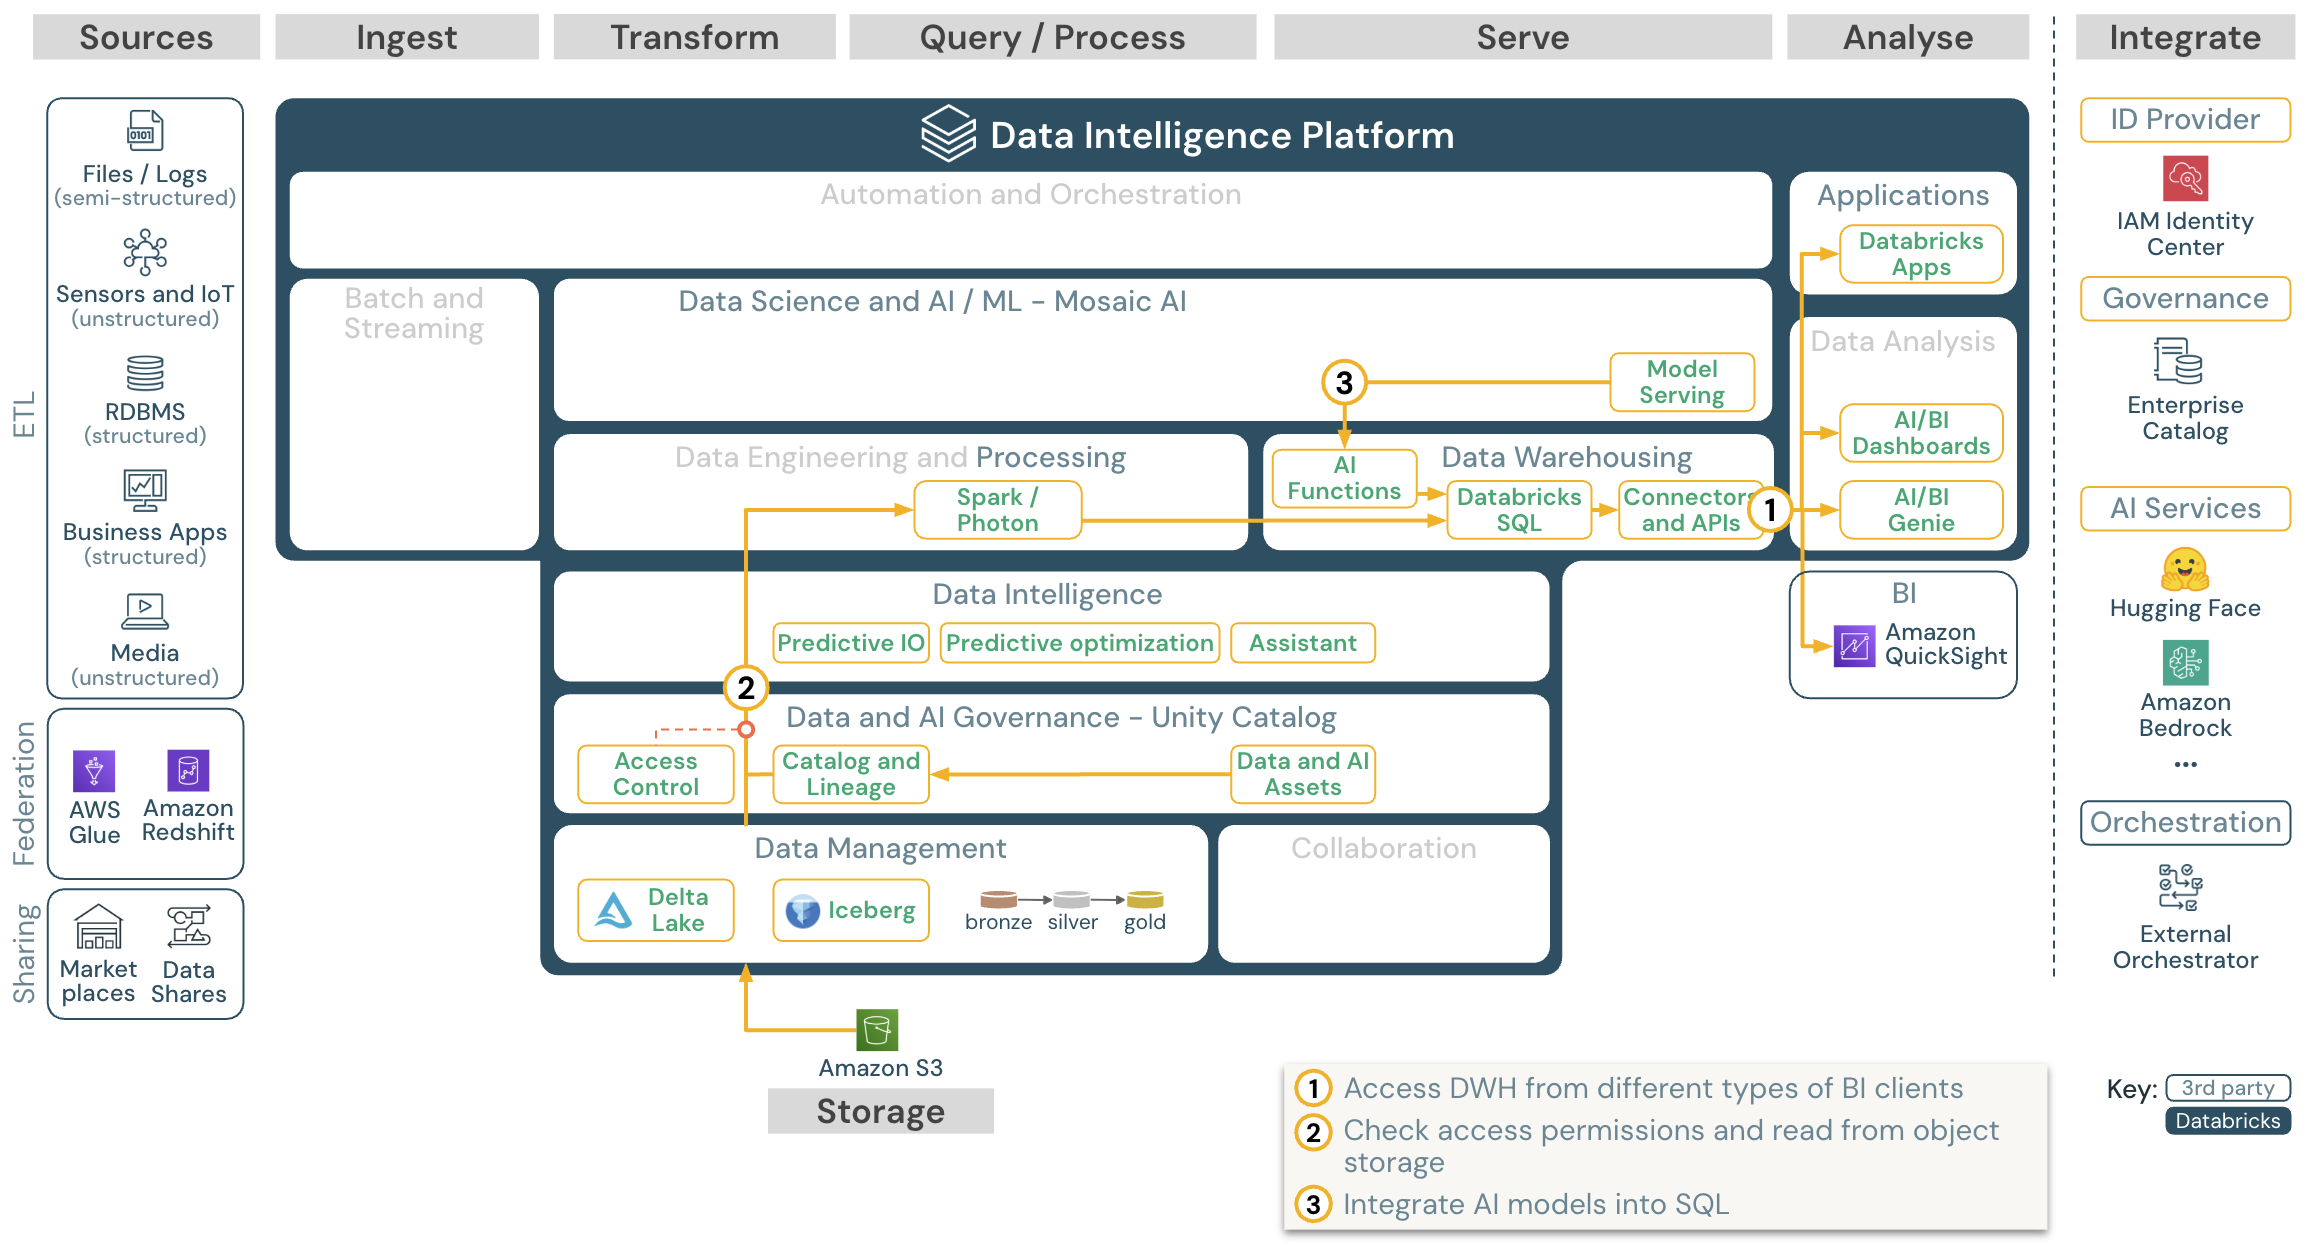 Sources
Ingest
Transform
Query / Process
Serve
Analyse
Integrate
ETL
Files / Logs
(semi-structured)
Sensors and IoT
(unstructured)
RDBMS
(structured)
Business Apps
(structured)
Media
(unstructured)
Federation
AWS
Glue
Amazon
Redshift
Sharing
Market
places
Data
Shares
Data Intelligence Platform
Automation and Orchestration
Batch and
Streaming
Data Science and AI / ML - Mosaic AI
3
Model
Serving
Data Engineering and Processing
Spark /
Photon
AI
Functions
Data Warehousing
Databricks
SQL
Connectors
and APIs
1
Applications
Databricks
Apps
Data Analysis
AI/BI
Dashboards
AI/BI
Genie
BI
Amazon
QuickSight
Data Intelligence
Predictive IO
Predictive optimization
Assistant
2
Data and AI Governance - Unity Catalog
Access
Control
Catalog and
Lineage
Data and AI
Assets
Data Management
Delta
Lake
Iceberg
bronze
silver
gold
Collaboration
Amazon S3
Storage
ID Provider
IAM Identity
Center
Governance
Enterprise
Catalog
AI Services
Hugging Face
Amazon
Bedrock
...
Orchestration
External
Orchestrator
1 Access DWH from different types of BI clients
2 Check access permissions and read from object
storage
3 Integrate AI models into SQL
Key: 3rd party
Databricks
0101